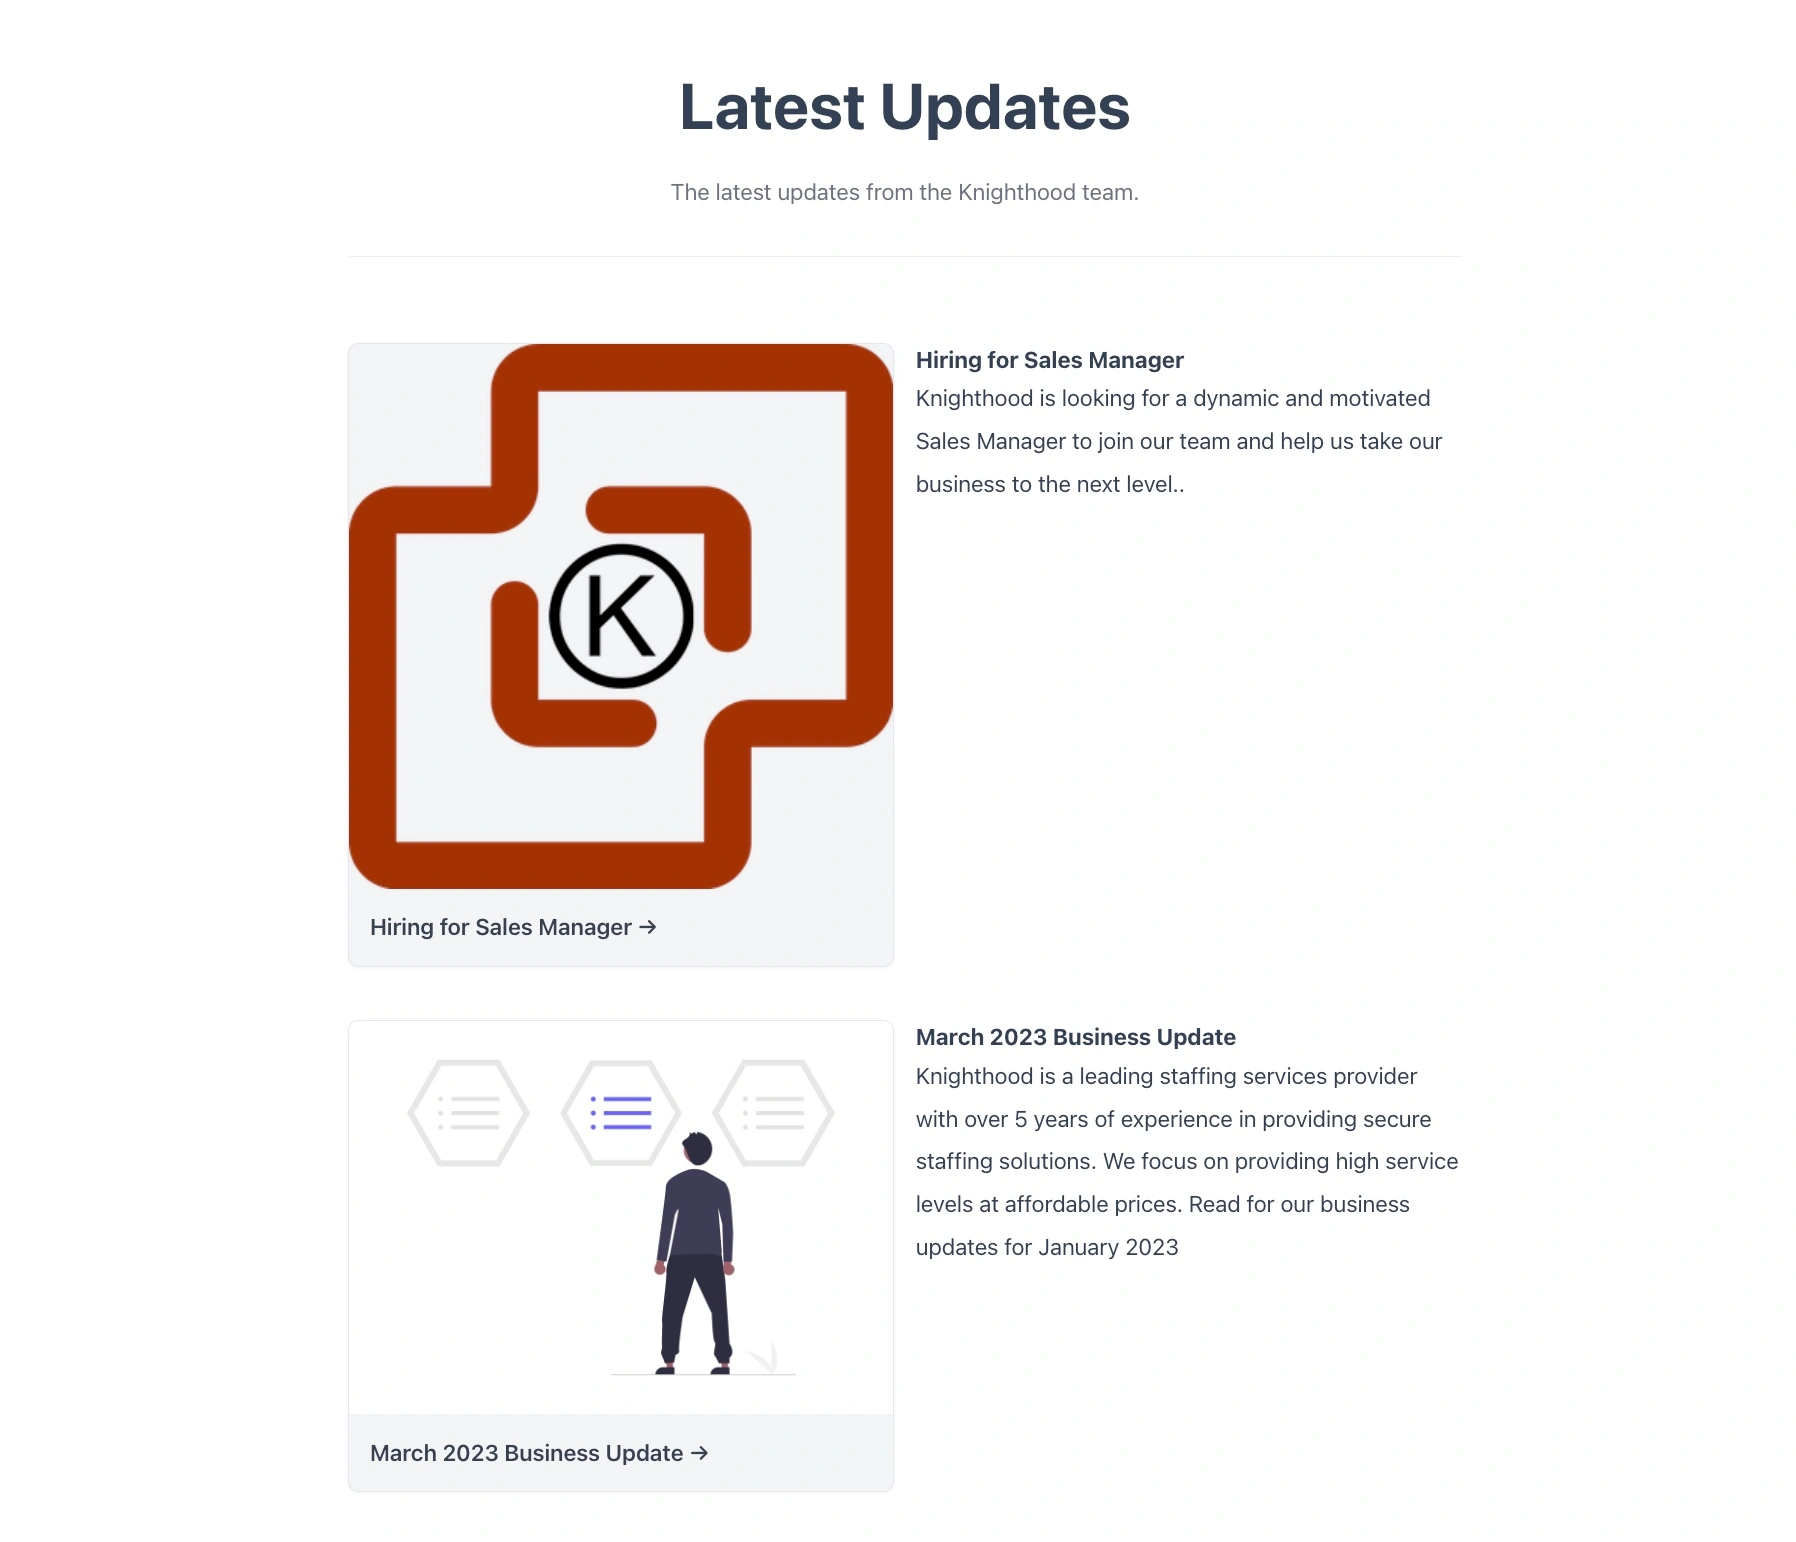 Latest Updates
The latest updates from the Knighthood team.
K
Hiring for Sales Manager →
Hiring for Sales Manager
Knighthood is looking for a dynamic and motivated
Sales Manager to join our team and help us take our
business to the next level..
March 2023 Business Update →
March 2023 Business Update
Knighthood is a leading staffing services provider
with over 5 years of experience in providing secure
staffing solutions. We focus on providing high service
levels at affordable prices. Read for our business
updates for January 2023